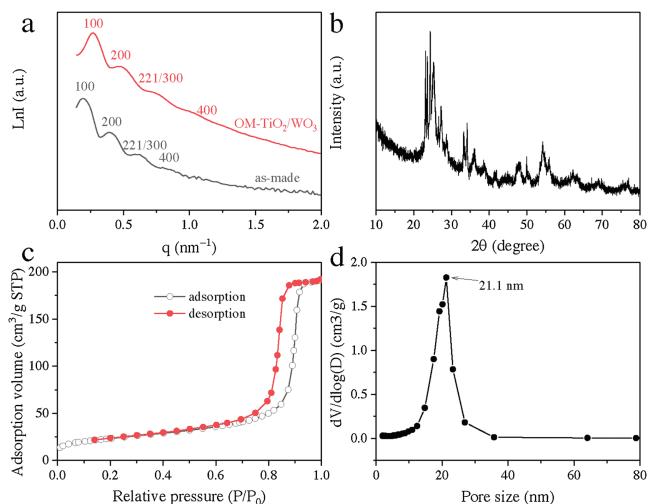 a
100
200
221/300
400
OM-TiO₂/WO₃
100
200
221/300
400
as-made
LnI (a.u.)
0.0 0.5 1.0 1.5 2.0
q (nm⁻¹)
b
Intensity (a.u.)
10 20 30 40 50 60 70 80
2θ (degree)
c
adsorption
desorption
Adsorption volume (cm³/g STP)
200
150
100
50
0
0.0 0.2 0.4 0.6 0.8 1.0
Relative pressure (P/P₀)
d
21.1 nm
dV/dlog(D) (cm3/g)
2.0
1.5
1.0
0.5
0.0
0 20 40 60 80
Pore size (nm)